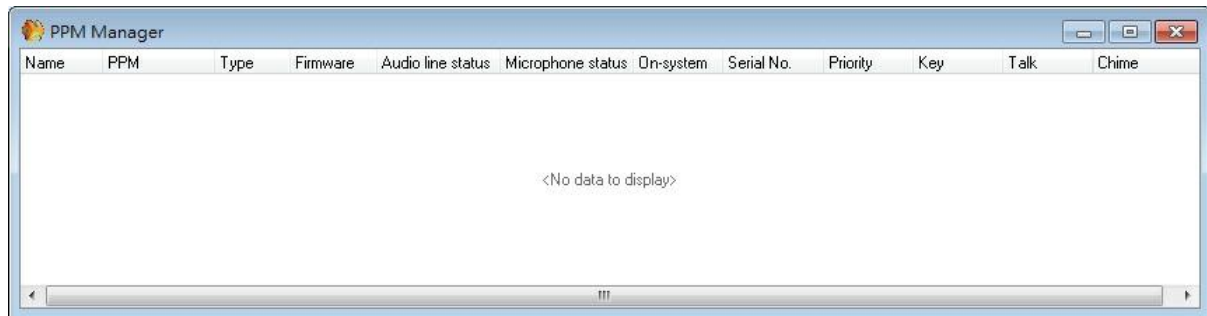 PPM Manager
Name PPM Type Firmware Audio line status Microphone status On-system Serial No. Priority Key Talk Chime
<No data to display>